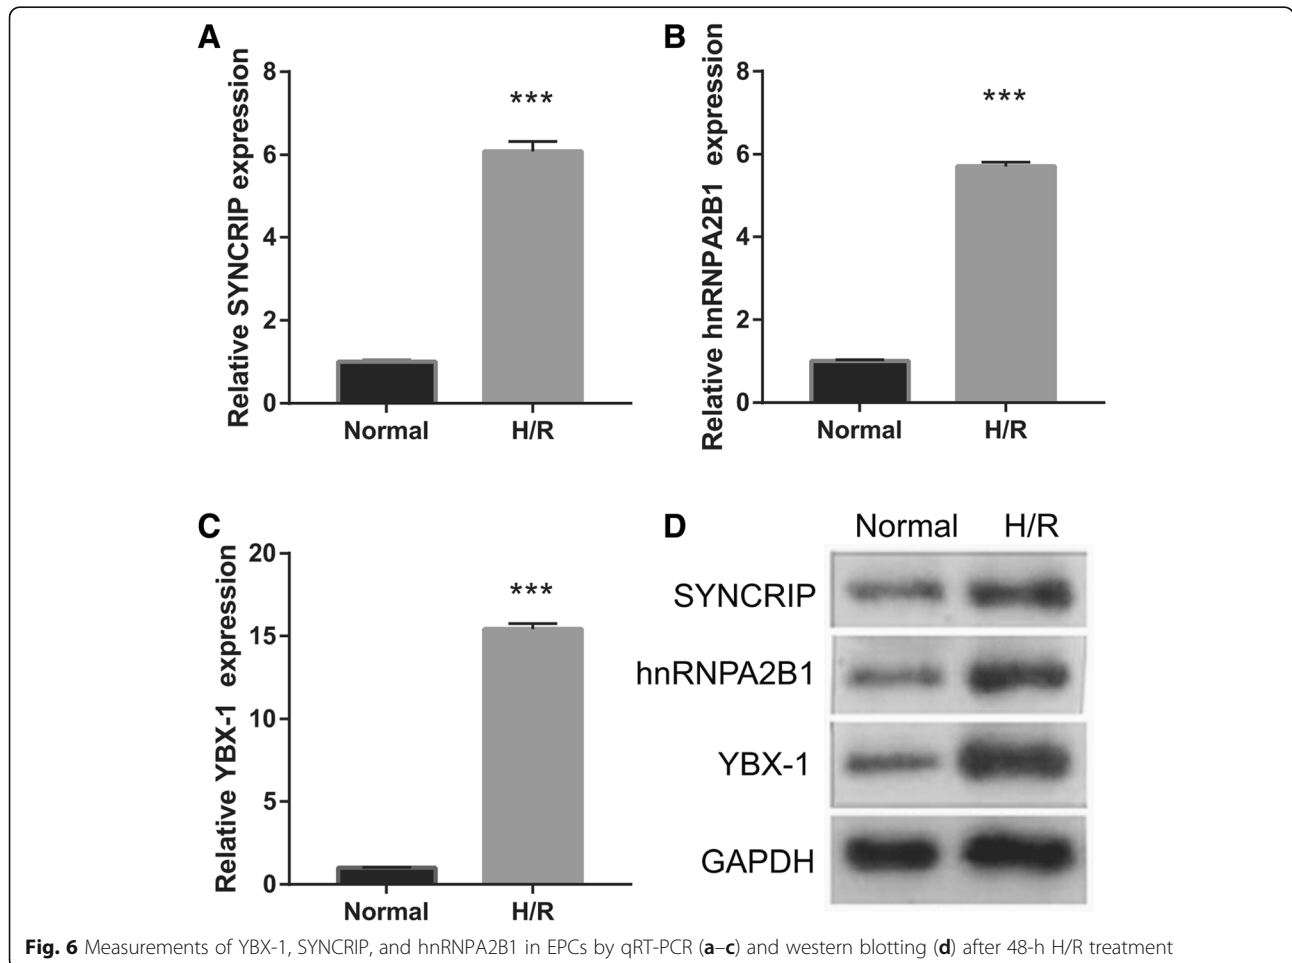 A
Relative SYNCRIP expression
8
6
4
2
0
***
Normal H/R
B
Relative hnRNPA2B1 expression
8
6
4
2
0
***
Normal H/R
C
Relative YBX-1 expression
20
15
10
5
0
***
Normal H/R
D
Normal H/R
SYNCRIP
hnRNPA2B1
YBX-1
GAPDH
Fig. 6 Measurements of YBX-1, SYNCRIP, and hnRNPA2B1 in EPCs by qRT-PCR (a–c) and western blotting (d) after 48-h H/R treatment